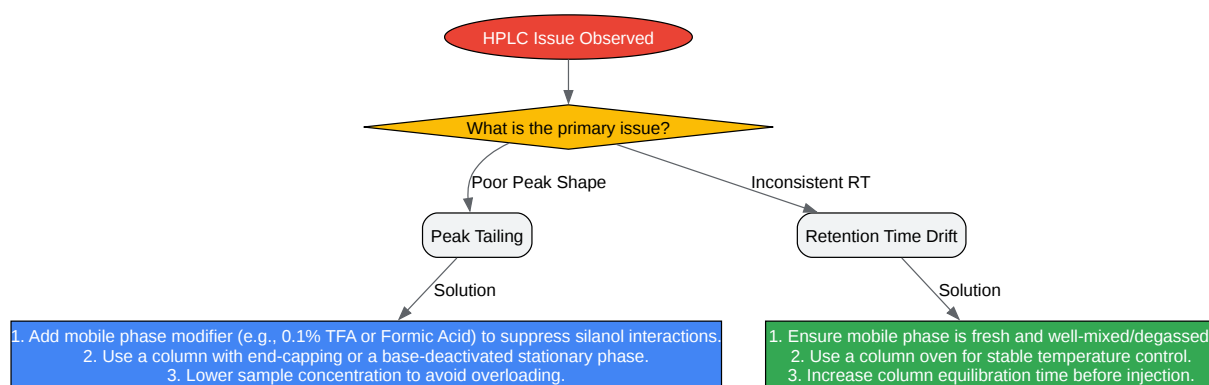 HPLC Issue Observed
What is the primary issue?
Poor Peak Shape
Inconsistent RT
Peak Tailing
Retention Time Drift
Solution
Solution
1. Add mobile phase modifier (e.g., 0.1% TFA or Formic Acid) to suppress silanol interactions.
2. Use a column with end-capping or a base-deactivated stationary phase.
3. Lower sample concentration to avoid overloading.
1. Ensure mobile phase is fresh and well-mixed/degassed
2. Use a column oven for stable temperature control.
3. Increase column equilibration time before injection.